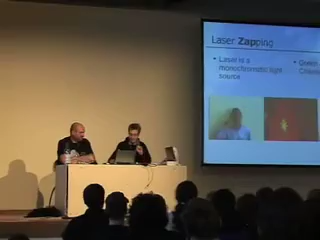 Laser Zapping
• Laser is a
monochromatic light
source